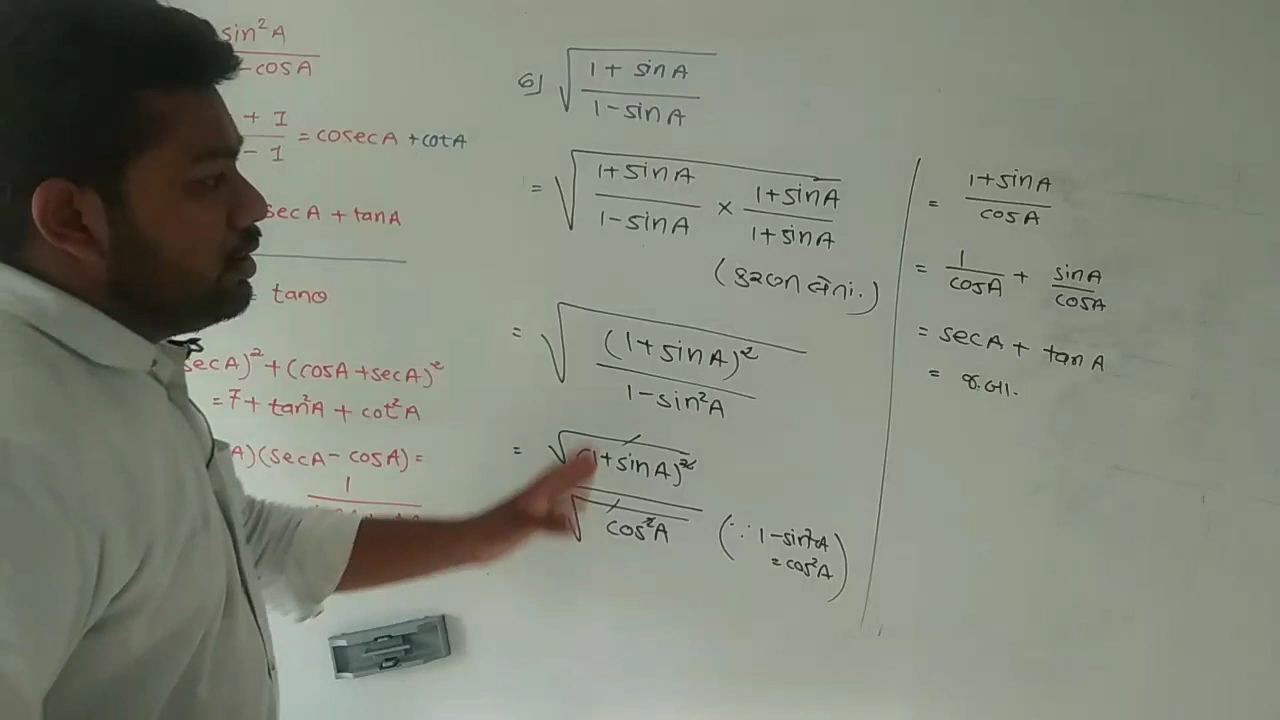 sin²A
-cosA
+ 1
- 1
= cosecA + cotA
secA + tanA
= tanθ
secA)² + (cosA + secA)²
= 7 + tan²A + cot²A
A)(secA - cosA) =
1
6) √((1 + sinA)/(1 - sinA))
= √((1+sinA)/(1-sinA) × (1+sinA)/(1+sinA))
= √((1+sinA)²/(1-sin²A))
= √(1+sinA)²/√cos²A (∵ 1-sin²A
= cos²A)
= (1+sinA)/cosA
= 1/cosA + sinA/cosA
= secA + tanA
= જ.બા.